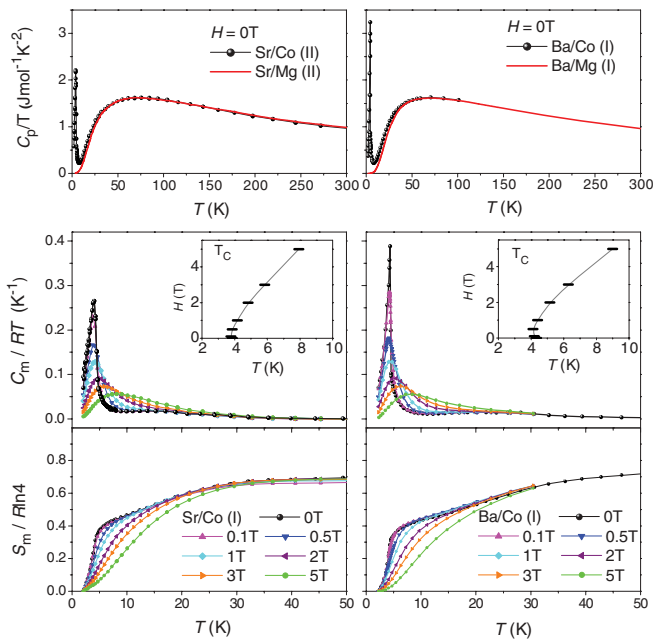 H = 0T
Sr/Co (II)
Sr/Mg (II)
H = 0T
Ba/Co (I)
Ba/Mg (I)
Cp/T (Jmol⁻¹K⁻²)
3
2
1
0
0 50 100 150 200 250 300
T (K)
0 50 100 150 200 250 300
T (K)
Cm / RT (K⁻¹)
0.4
0.3
0.2
0.1
0.0
TC
H (T)
4
2
0
2 4 6 8 10
T (K)
TC
H (T)
4
2
0
2 4 6 8 10
T (K)
Sm / Rln4
0.8
0.6
0.4
0.2
0.0
Sr/Co (I) 0T
0.1T 0.5T
1T 2T
3T 5T
Ba/Co (I) 0T
0.1T 0.5T
1T 2T
3T 5T
0 10 20 30 40 50
T (K)
0 10 20 30 40 50
T (K)